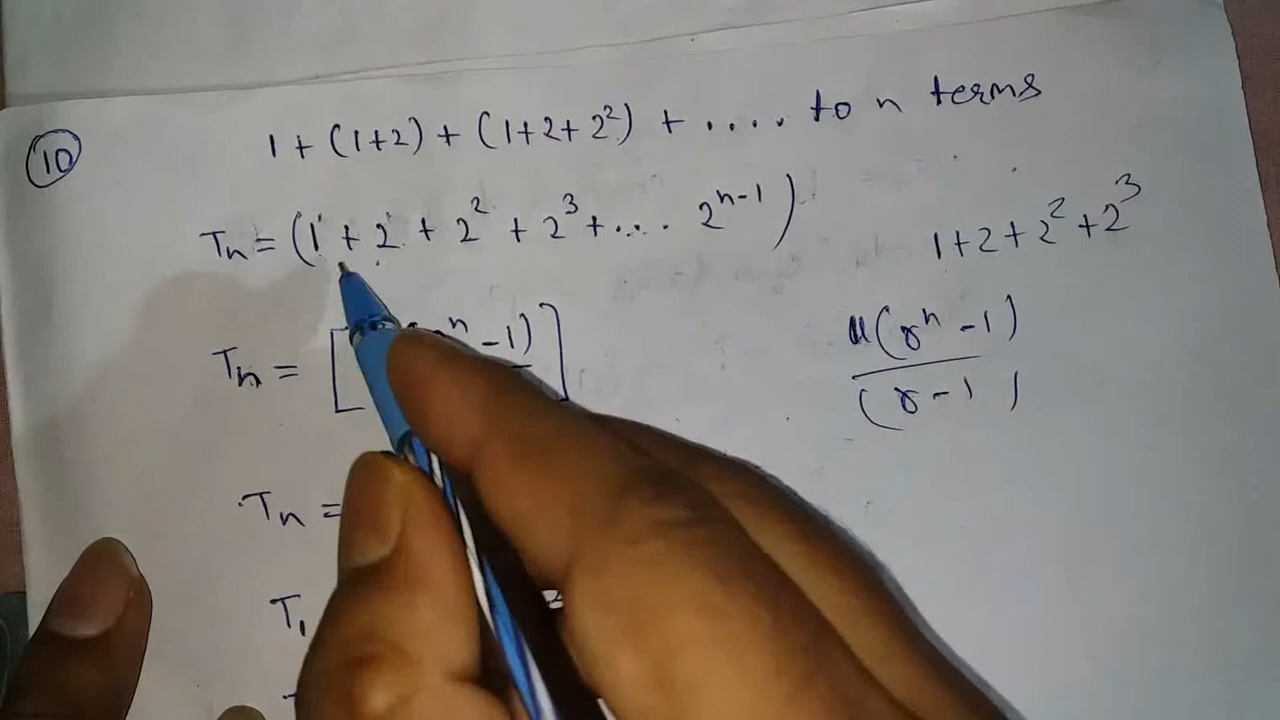 10
1 + (1+2) + (1+2+2²) + .... to n terms
Tn = (1 + 2 + 2² + 2³ + .... 2ⁿ⁻¹)
1+2+2²+2³
Tn = [ ⁿ -1) ]
a(rⁿ -1)
(r-1)
Tn =
T₁